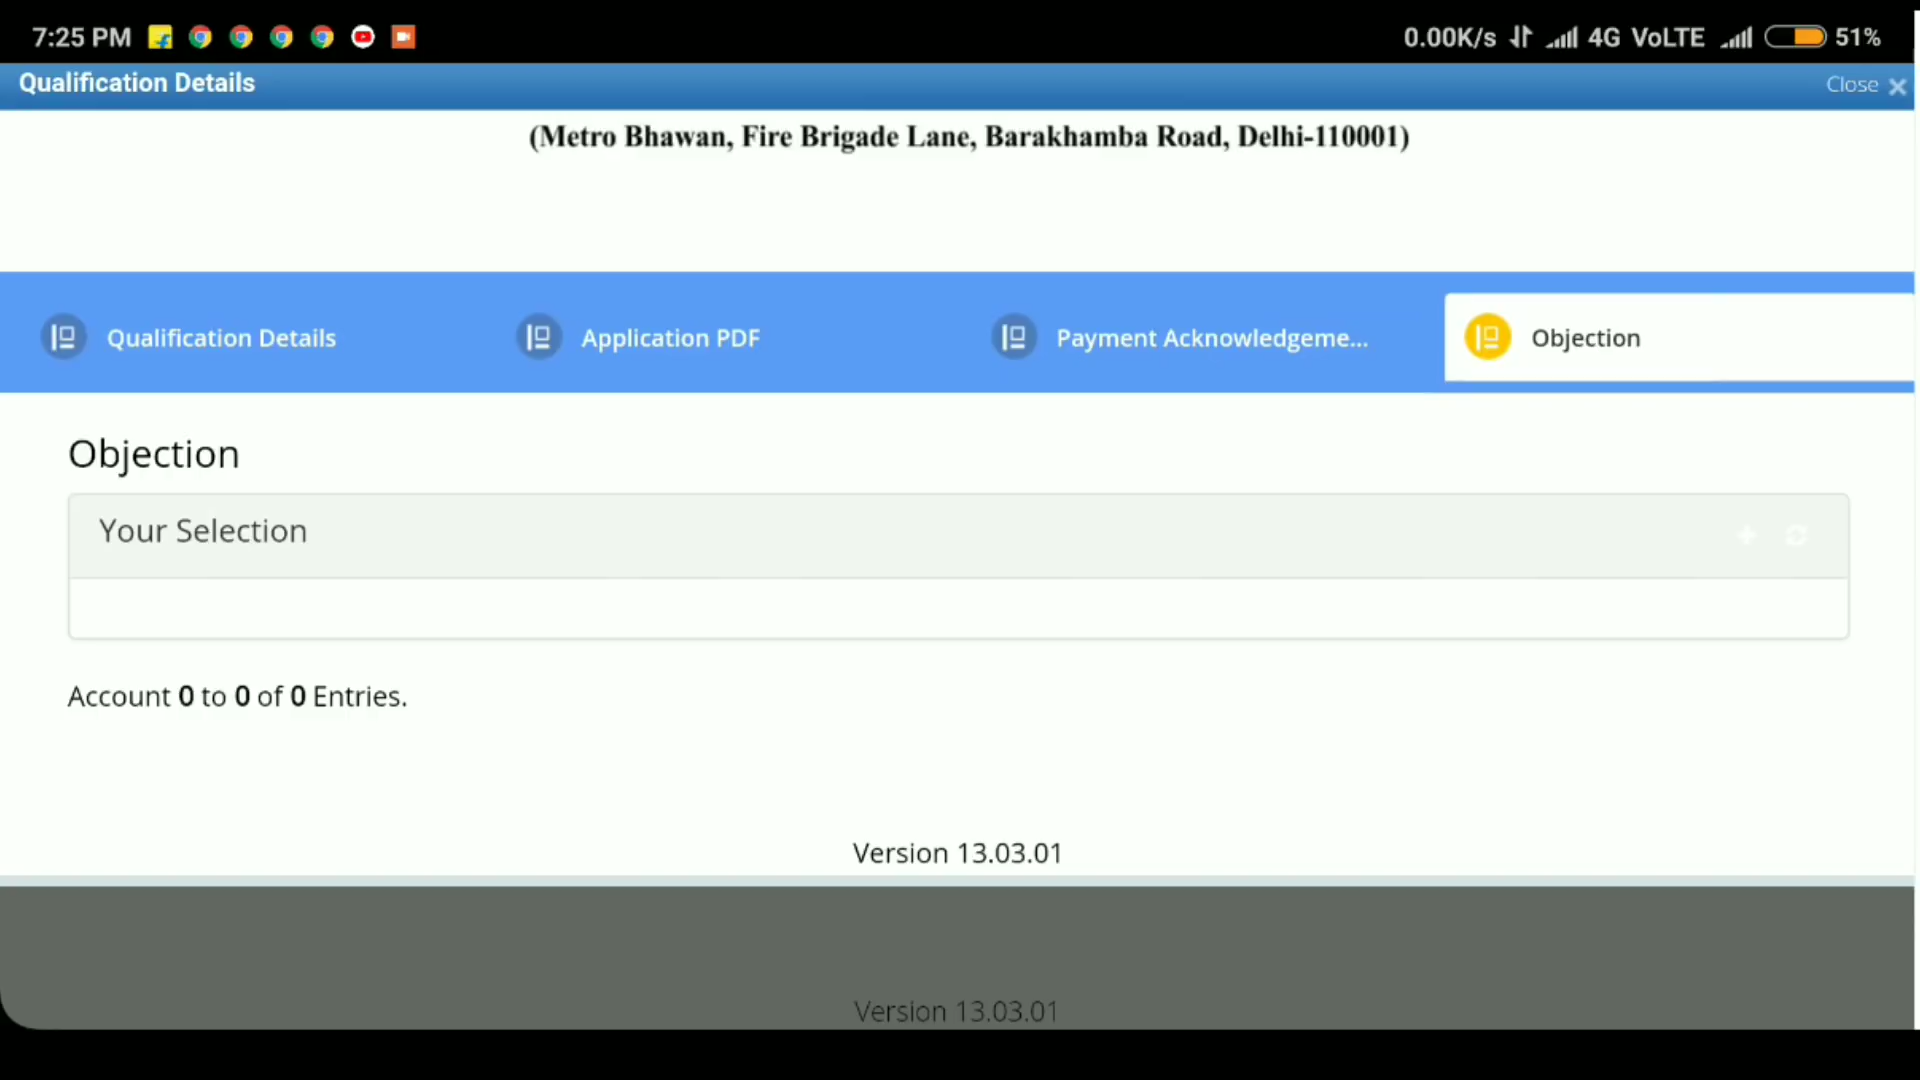 7:25 PM
0.00K/s 4G VoLTE 51%
Qualification Details
Close
(Metro Bhawan, Fire Brigade Lane, Barakhamba Road, Delhi-110001)
Qualification Details
Application PDF
Payment Acknowledgeme...
Objection
Objection
Your Selection
Account 0 to 0 of 0 Entries.
Version 13.03.01
Version 13.03.01